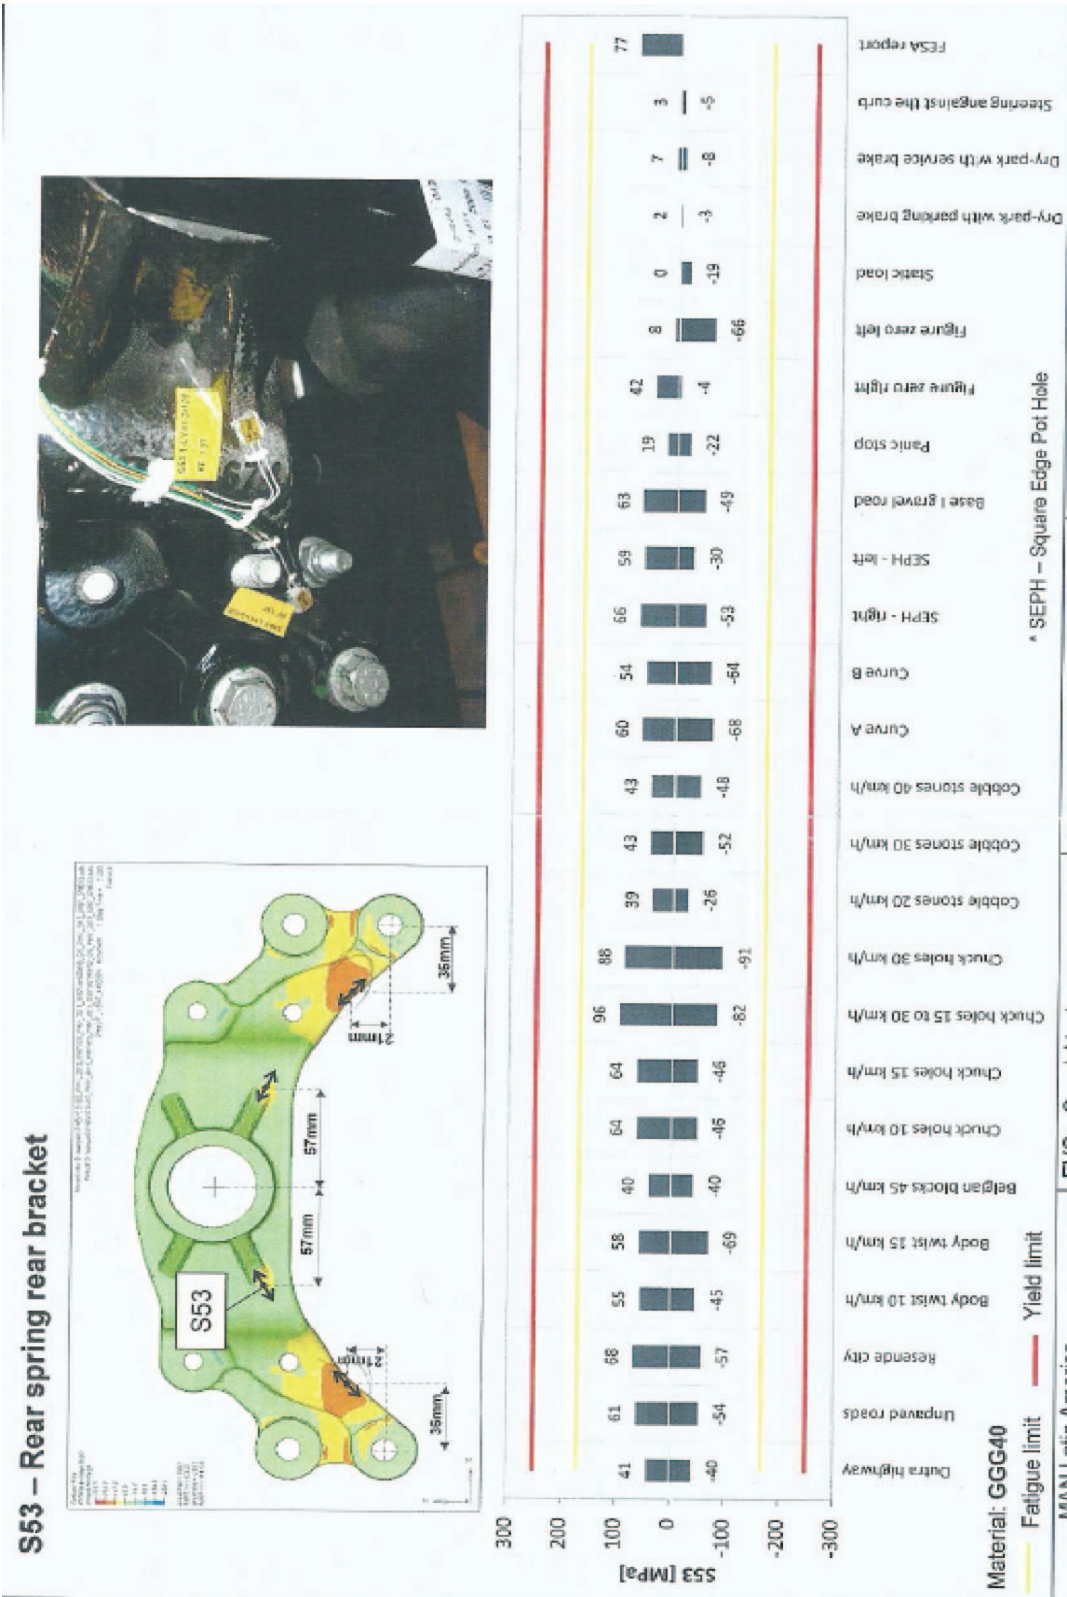 S53 – Rear spring rear bracket
S53
57mm
57mm
36mm
36mm
21mm
S53 [MPa]
300
200
100
0
-100
-200
-300
41
61
68
55
58
40
64
64
96
88
39
43
43
60
54
66
59
63
19
42
8
0
2
7
3
77
-40
-54
-57
-45
-69
-40
-46
-46
-82
-91
-26
-52
-48
-68
-64
-53
-30
-49
-22
-4
-66
-19
-3
-8
-5
Dutra highway
Unpaved roads
Resende city
Body twist 10 km/h
Body twist 15 km/h
Belgian blocks 45 km/h
Chuck holes 10 km/h
Chuck holes 15 km/h
Chuck holes 15 to 30 km/h
Chuck holes 30 km/h
Cobble stones 20 km/h
Cobble stones 30 km/h
Cobble stones 40 km/h
Curve A
Curve B
SEPH - right
SEPH - left
Base I gravel road
Panic stop
Figure zero right
Figure zero left
Static load
Dry-park with parking brake
Dry-park with service brake
Steering angainst the curb
FESA report
Material: GGG40
Fatigue limit
Yield limit
* SEPH – Square Edge Pot Hole
MAN Latin America